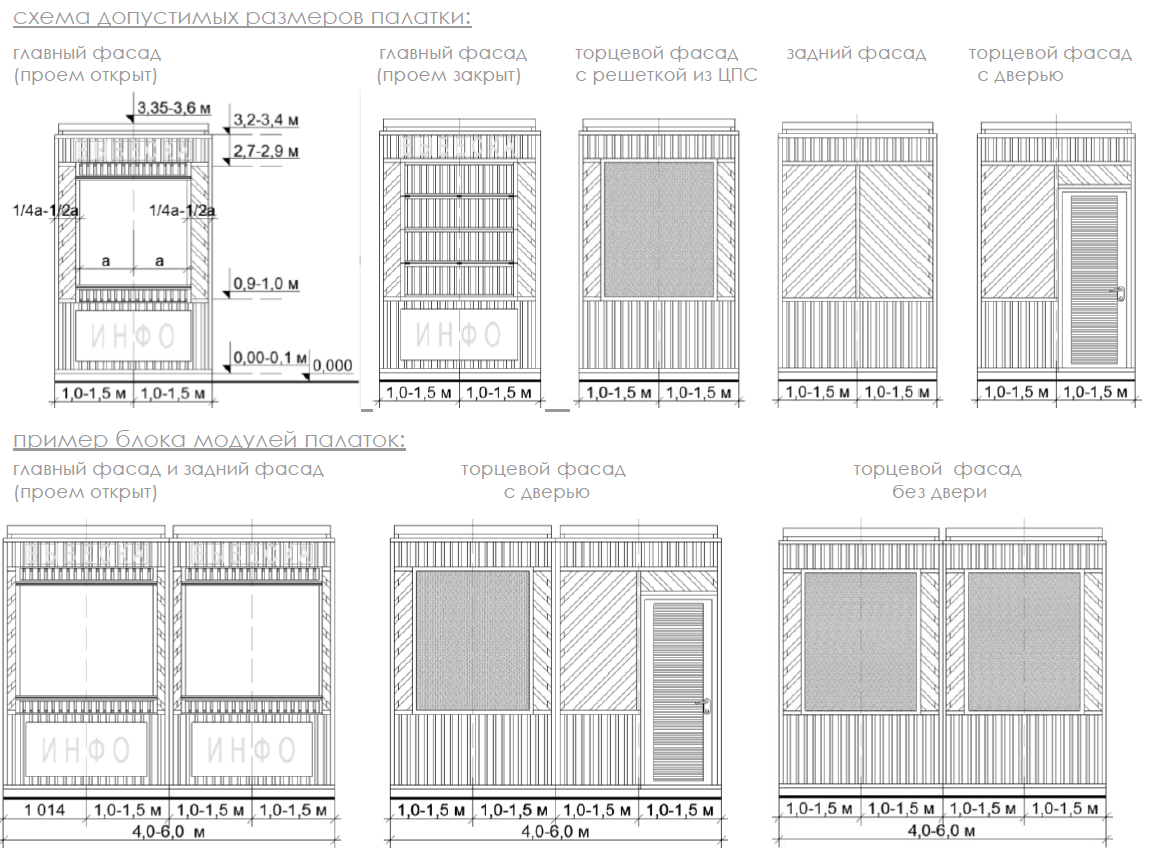 схема допустимых размеров палатки:
главный фасад
(проем открыт)
главный фасад
(проем закрыт)
торцевой фасад
с решеткой из ЦПС
задний фасад
торцевой фасад
с дверью
3,35-3,6 м
3,2-3,4 м
2,7-2,9 м
ВЫВЕСКА
1/4а-1/2а
1/4а-1/2а
а
а
0,9-1,0 м
ИНФО
0,00-0,1 м
0,000
1,0-1,5 м
1,0-1,5 м
ВЫВЕСКА
ИНФО
1,0-1,5 м
1,0-1,5 м
1,0-1,5 м
1,0-1,5 м
1,0-1,5 м
1,0-1,5 м
1,0-1,5 м
1,0-1,5 м
пример блока модулей палаток:
главный фасад и задний фасад
(проем открыт)
торцевой фасад
с дверью
торцевой фасад
без двери
ВЫВЕСКА
ВЫВЕСКА
ИНФО
ИНФО
1 014
1,0-1,5 м
1,0-1,5 м
1,0-1,5 м
4,0-6,0 м
1,0-1,5 м
1,0-1,5 м
1,0-1,5 м
1,0-1,5 м
4,0-6,0 м
1,0-1,5 м
1,0-1,5 м
1,0-1,5 м
1,0-1,5 м
4,0-6,0 м